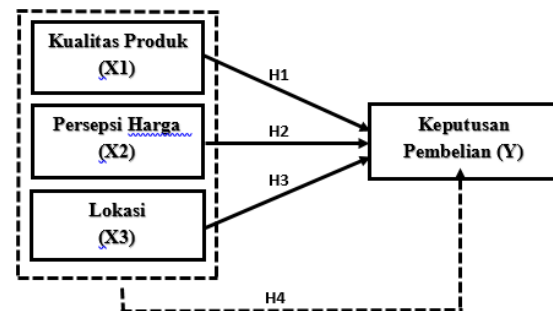 Kualitas Produk
(X1)
H1
Persepsi Harga
(X2)
H2
Keputusan
Pembelian (Y)
H3
Lokasi
(X3)
H4